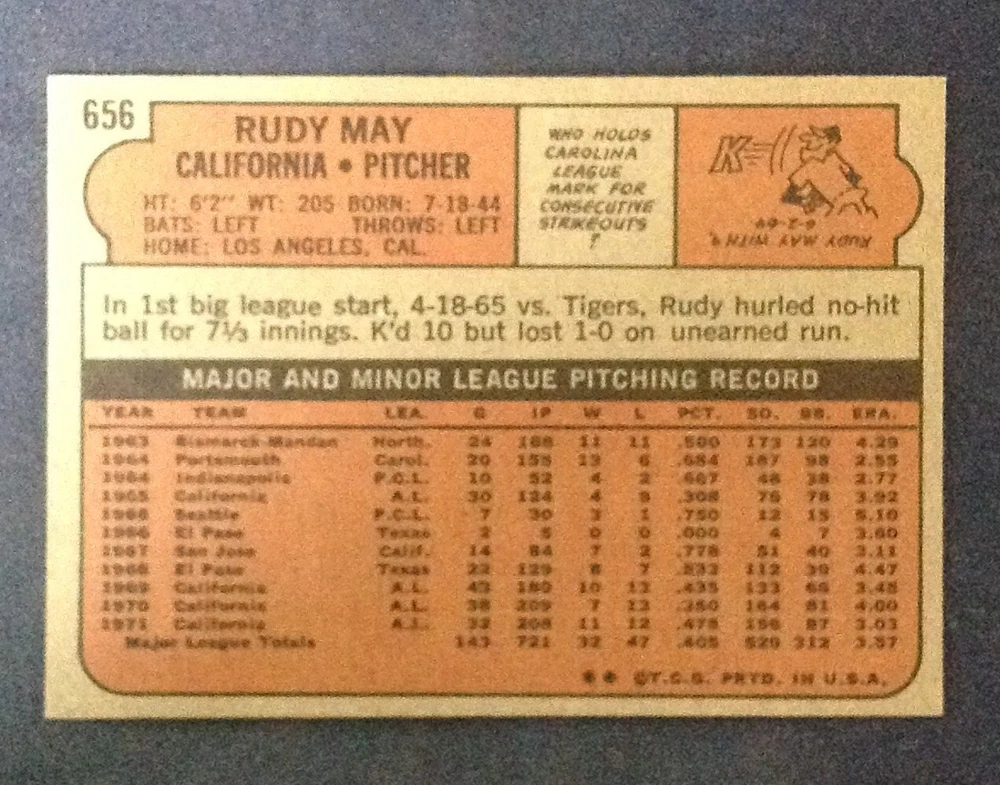 656
RUDY MAY
CALIFORNIA • PITCHER
HT: 6'2" WT: 205 BORN: 7-18-44
BATS: LEFT THROWS: LEFT
HOME: LOS ANGELES, CAL.
WHO HOLDS
CAROLINA
LEAGUE
MARK FOR
CONSECUTIVE
STRIKEOUTS
?
K
RUDY MAY WITH
In 1st big league start, 4-18-65 vs. Tigers, Rudy hurled no-hit
ball for 7⅓ innings. K'd 10 but lost 1-0 on unearned run.
MAJOR AND MINOR LEAGUE PITCHING RECORD
YEAR TEAM LEA. G IP W L PCT. SO. BB. ERA.
1963 Bismarck-Mandan North. 24 168 11 11 .500 173 120 4.29
1964 Portsmouth Carol. 20 155 13 6 .684 187 98 2.55
1964 Indianapolis P.C.L. 10 52 4 2 .667 48 38 2.77
1965 California A.L. 30 124 4 9 .308 76 78 3.92
Seattle P.C.L. 7 30 3 1 .750 12 15
1966 El Paso Texas 5 0 0 .000 4 7 3.60
1967 San Jose Calif. 14 84 7 2 .778 51 40 3.11
1968 El Paso Texas 129 8 7 .533 112 39 4.47
1969 California A.L. 43 180 10 13 .435 133 66 3.45
1970 California A.L. 38 209 7 13 .350 164 81 4.00
1971 California A.L. 32 208 11 12 .478 156 87 3.03
Major League Totals 143 721 32 47 .405 529 312 3.57
✱ ✱ ©T.C.G. PRTD. IN U.S.A.